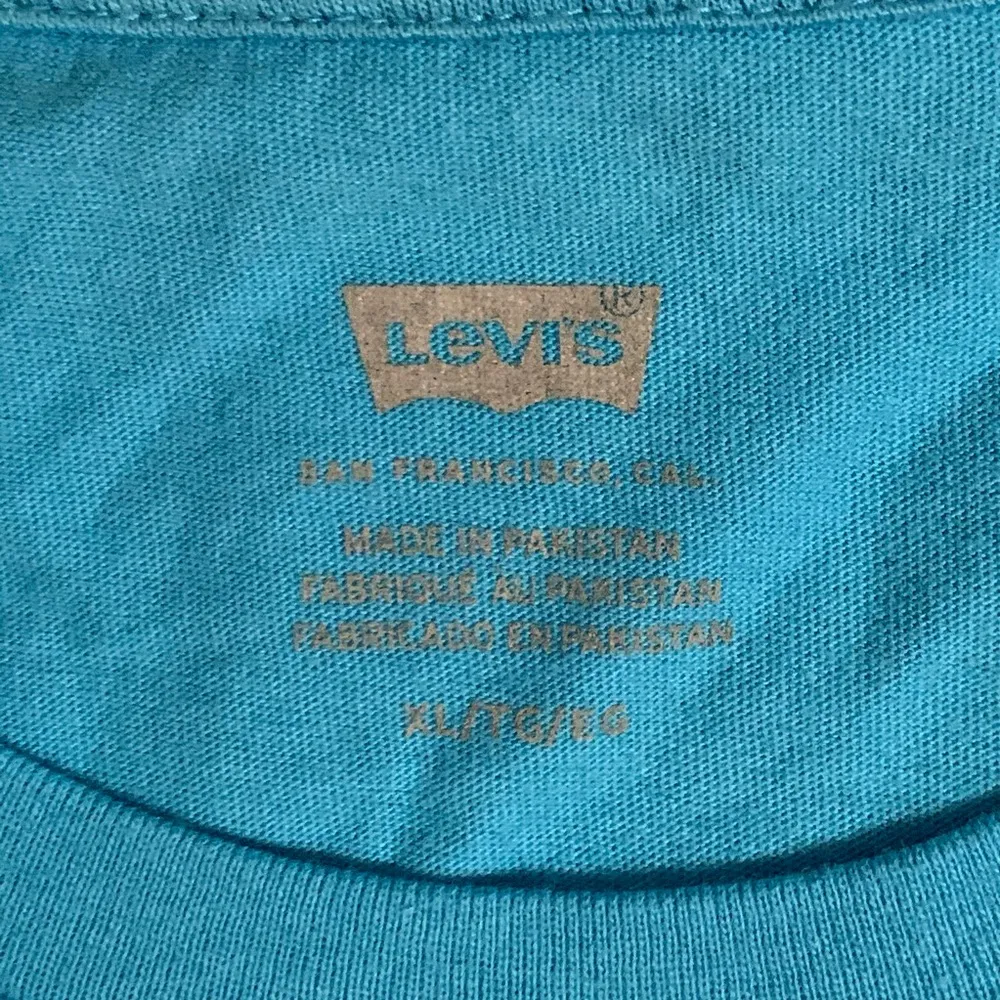 Levi's®
SAN FRANCISCO, CAL.
MADE IN PAKISTAN
FABRIQUÉ AU PAKISTAN
FABRICADO EN PAKISTAN
XL/TG/EG